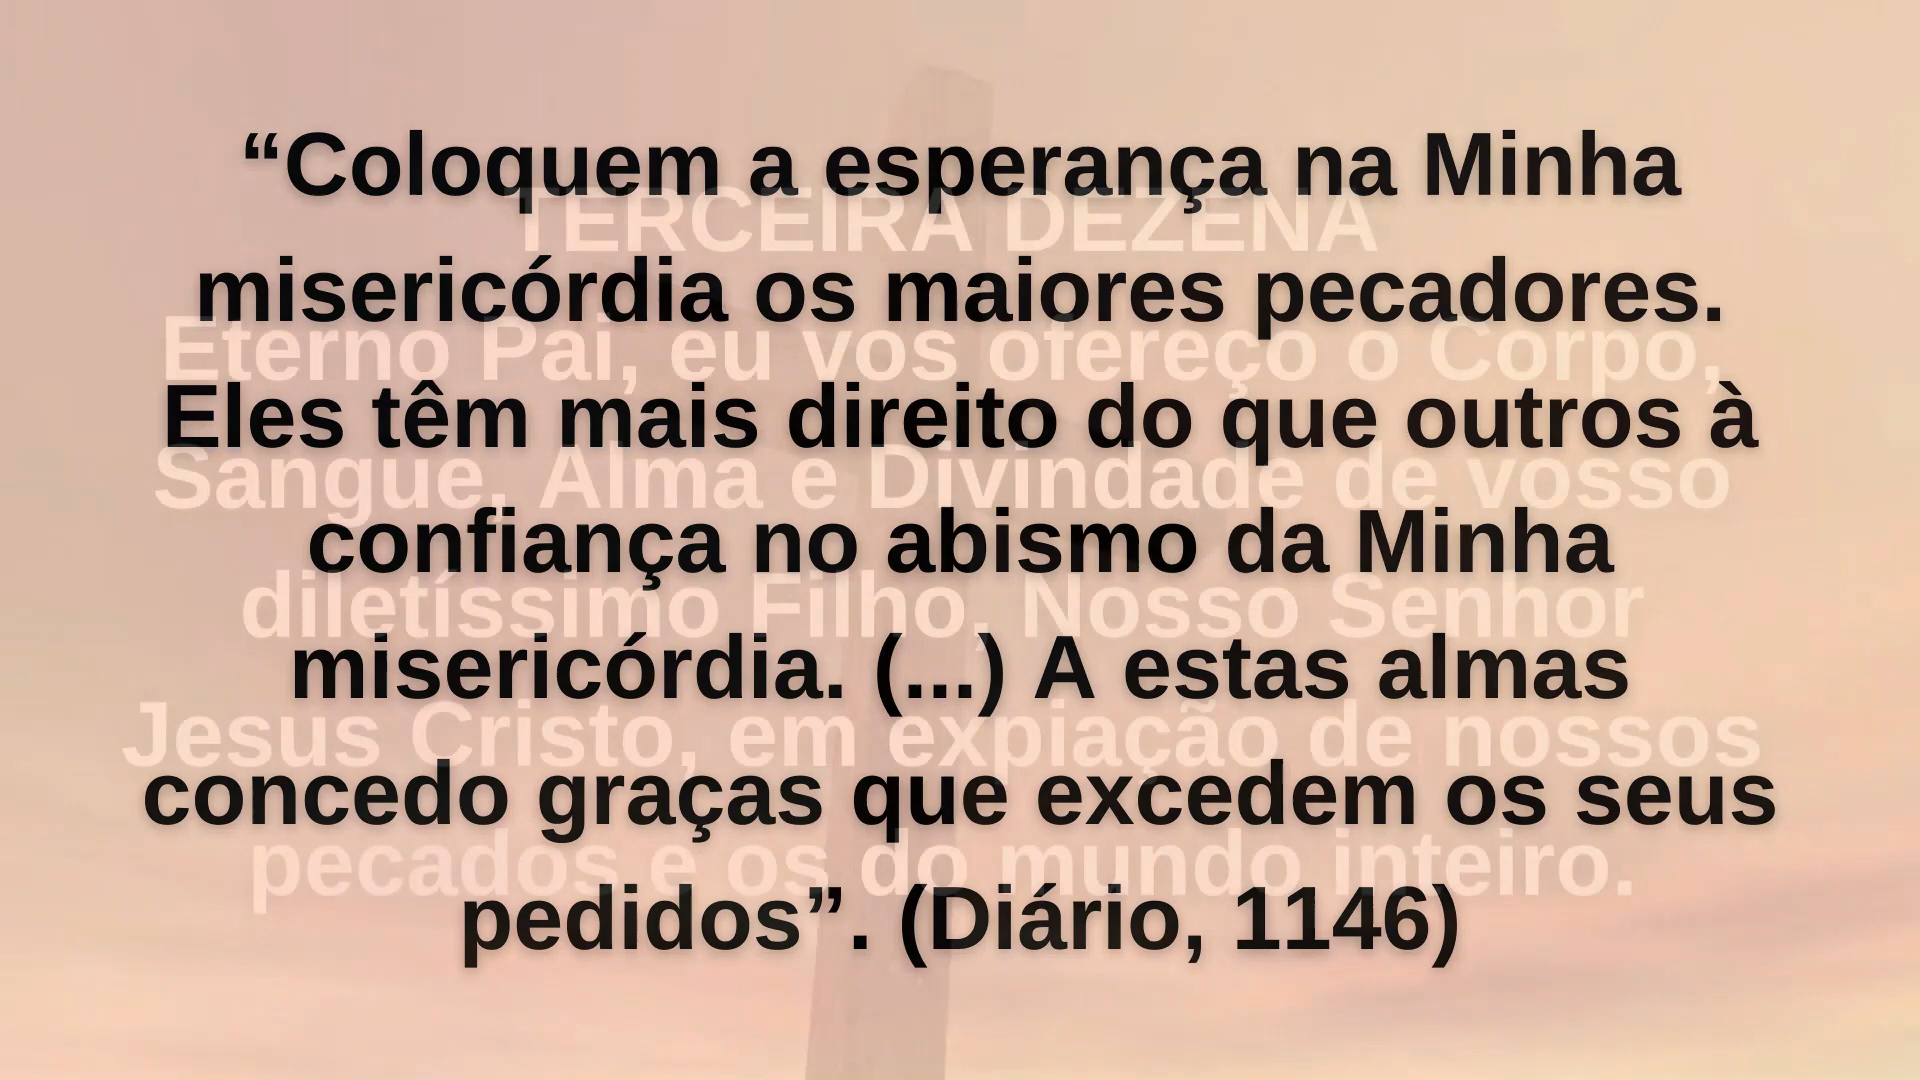 “Coloquem a esperança na Minha
misericórdia os maiores pecadores.
Eles têm mais direito do que outros à
confiança no abismo da Minha
misericórdia. (...) A estas almas
concedo graças que excedem os seus
pedidos”. (Diário, 1146)
TERCEIRA DEZENA
Eterno Pai, eu vos ofereço o Corpo,
Sangue, Alma e Divindade de vosso
diletíssimo Filho, Nosso Senhor
Jesus Cristo, em expiação de nossos
pecados e os do mundo inteiro.